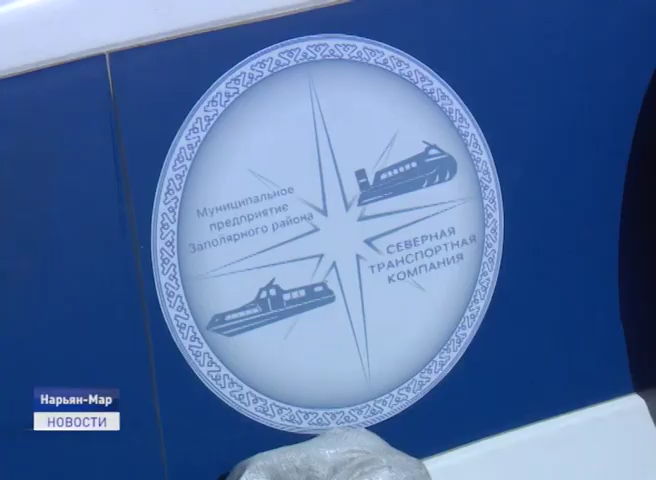 Муниципальное
предприятие
Заполярного района
СЕВЕРНАЯ
ТРАНСПОРТНАЯ
КОМПАНИЯ
Нарьян-Мар
НОВОСТИ